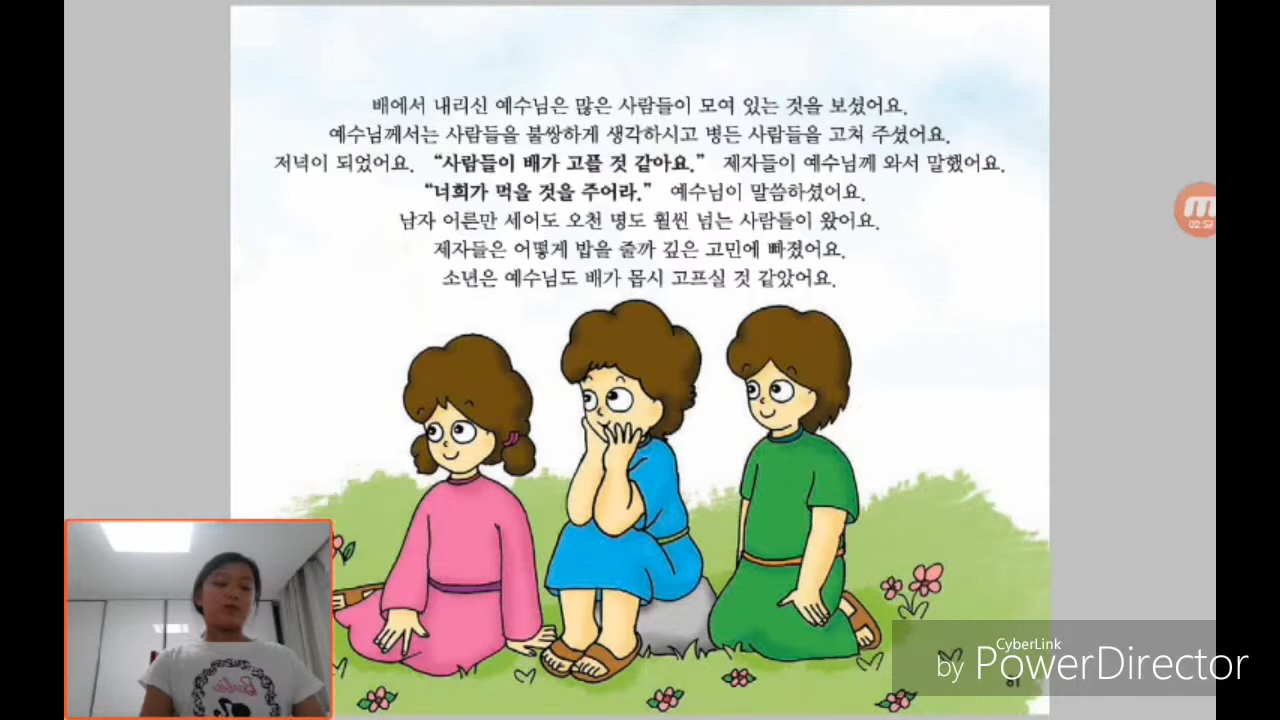 배에서 내리신 예수님은 많은 사람들이 모여 있는 것을 보셨어요.
예수님께서는 사람들을 불쌍하게 생각하시고 병든 사람들을 고쳐 주셨어요.
저녁이 되었어요. “사람들이 배가 고플 것 같아요.” 제자들이 예수님께 와서 말했어요.
“너희가 먹을 것을 주어라.” 예수님이 말씀하셨어요.
남자 어른만 세어도 오천 명도 훨씬 넘는 사람들이 왔어요.
제자들은 어떻게 밥을 줄까 깊은 고민에 빠졌어요.
소년은 예수님도 배가 몹시 고프실 것 같았어요.
02:57
Barbie
CyberLink
by PowerDirector